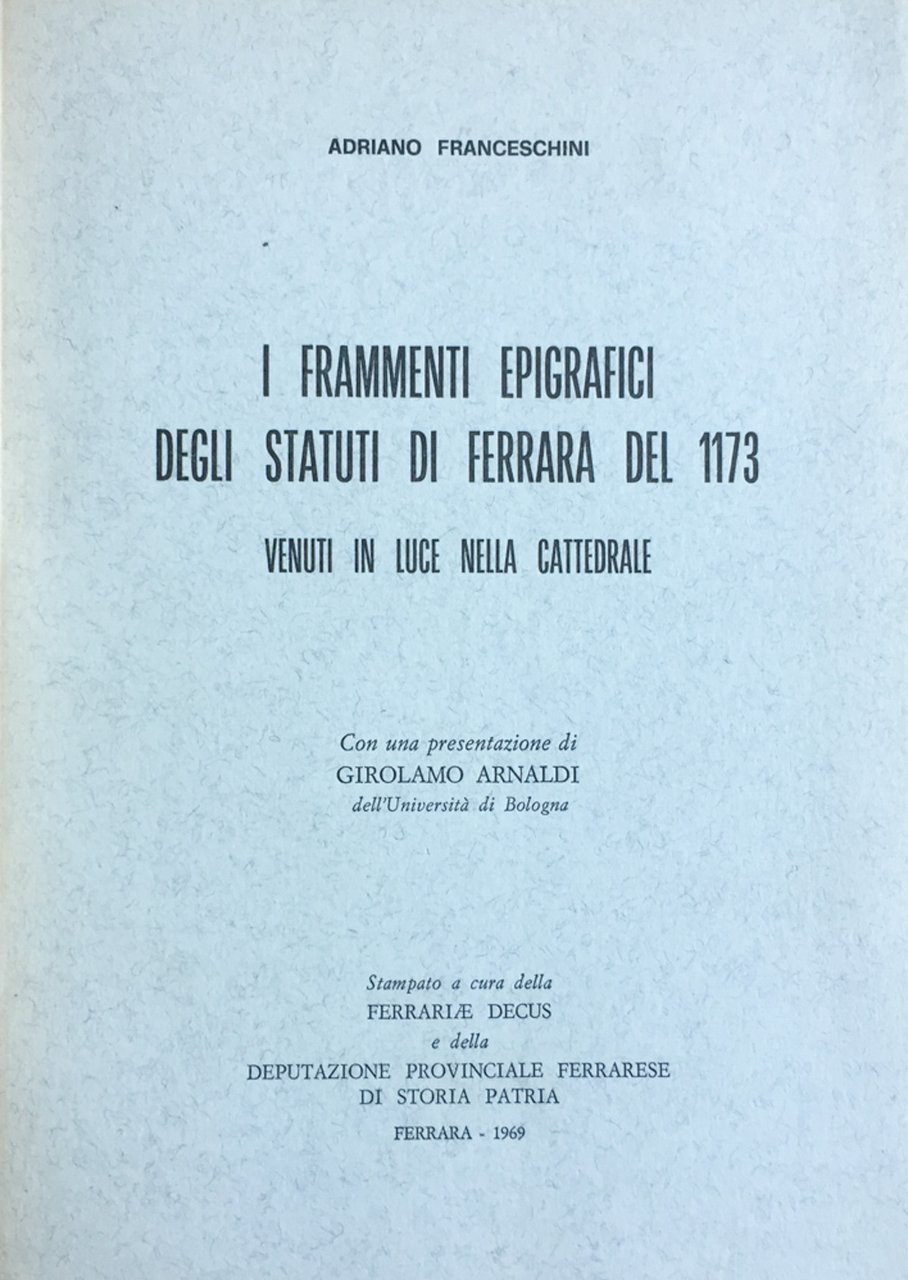 ADRIANO FRANCESCHINI
I FRAMMENTI EPIGRAFICI
DEGLI STATUTI DI FERRARA DEL 1173
VENUTI IN LUCE NELLA CATTEDRALE
Con una presentazione di
GIROLAMO ARNALDI
dell'Università di Bologna
Stampato a cura della
FERRARIÆ DECUS
e della
DEPUTAZIONE PROVINCIALE FERRARESE
DI STORIA PATRIA
FERRARA - 1969